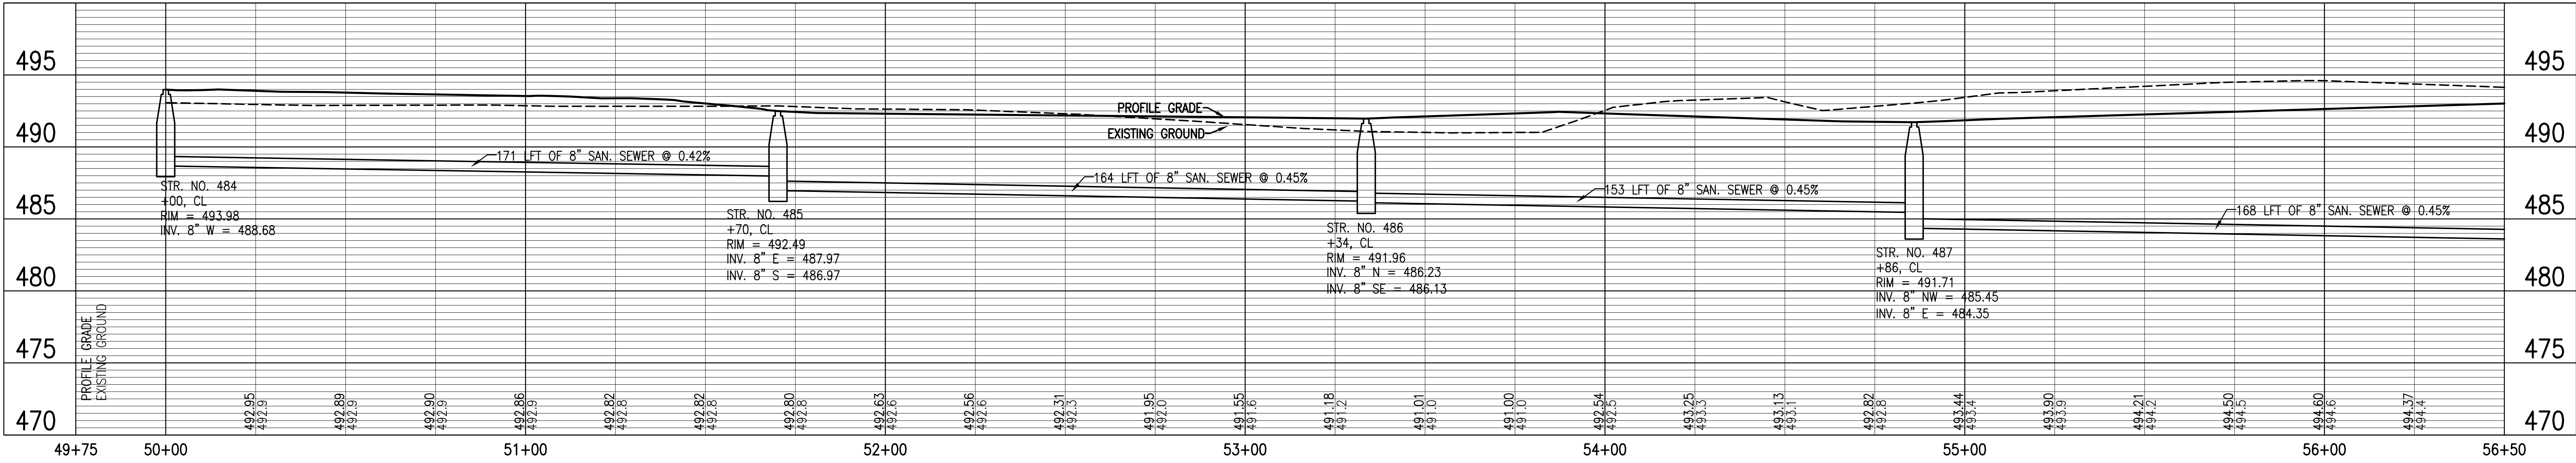 495
490
485
480
475
470
495
490
485
480
475
470
PROFILE GRADE
EXISTING GROUND
171 LFT OF 8" SAN. SEWER @ 0.42%
164 LFT OF 8" SAN. SEWER @ 0.45%
153 LFT OF 8" SAN. SEWER @ 0.45%
168 LFT OF 8" SAN. SEWER @ 0.45%
STR. NO. 484
+00, CL
RIM = 493.98
INV. 8" W = 488.68
STR. NO. 485
+70, CL
RIM = 492.49
INV. 8" E = 487.97
INV. 8" S = 486.97
STR. NO. 486
+34, CL
RIM = 491.96
INV. 8" N = 486.23
INV. 8" SE = 486.13
STR. NO. 487
+86, CL
RIM = 491.71
INV. 8" NW = 485.45
INV. 8" E = 484.35
PROFILE GRADE
EXISTING GROUND
492.95
492.9
492.89
492.9
492.90
492.9
492.86
492.9
492.82
492.8
492.82
492.8
492.80
492.8
492.63
492.6
492.56
492.6
492.31
492.3
491.95
492.0
491.55
491.6
491.18
491.2
491.01
491.0
491.00
491.0
492.54
492.5
493.25
493.3
493.13
493.1
492.82
492.8
493.44
493.4
493.90
493.9
494.21
494.2
494.50
494.5
494.60
494.6
494.37
494.4
49+75
50+00
51+00
52+00
53+00
54+00
55+00
56+00
56+50